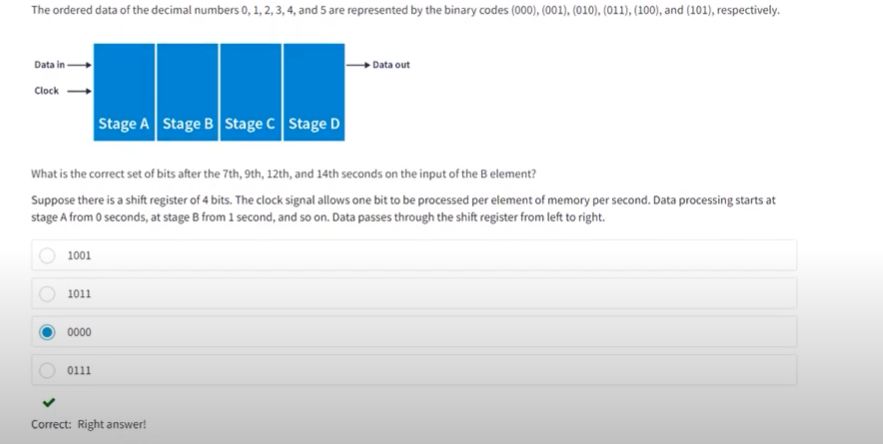 The ordered data of the decimal numbers 0, 1, 2, 3, 4, and 5 are represented by the binary codes (000), (001), (010), (011), (100), and (101), respectively.
Data in
Data out
Clock
Stage A Stage B Stage C Stage D
What is the correct set of bits after the 7th, 9th, 12th, and 14th seconds on the input of the B element?
Suppose there is a shift register of 4 bits. The clock signal allows one bit to be processed per element of memory per second. Data processing starts at
stage A from 0 seconds, at stage B from 1 second, and so on. Data passes through the shift register from left to right.
1001
1011
0000
0111
Correct: Right answer!